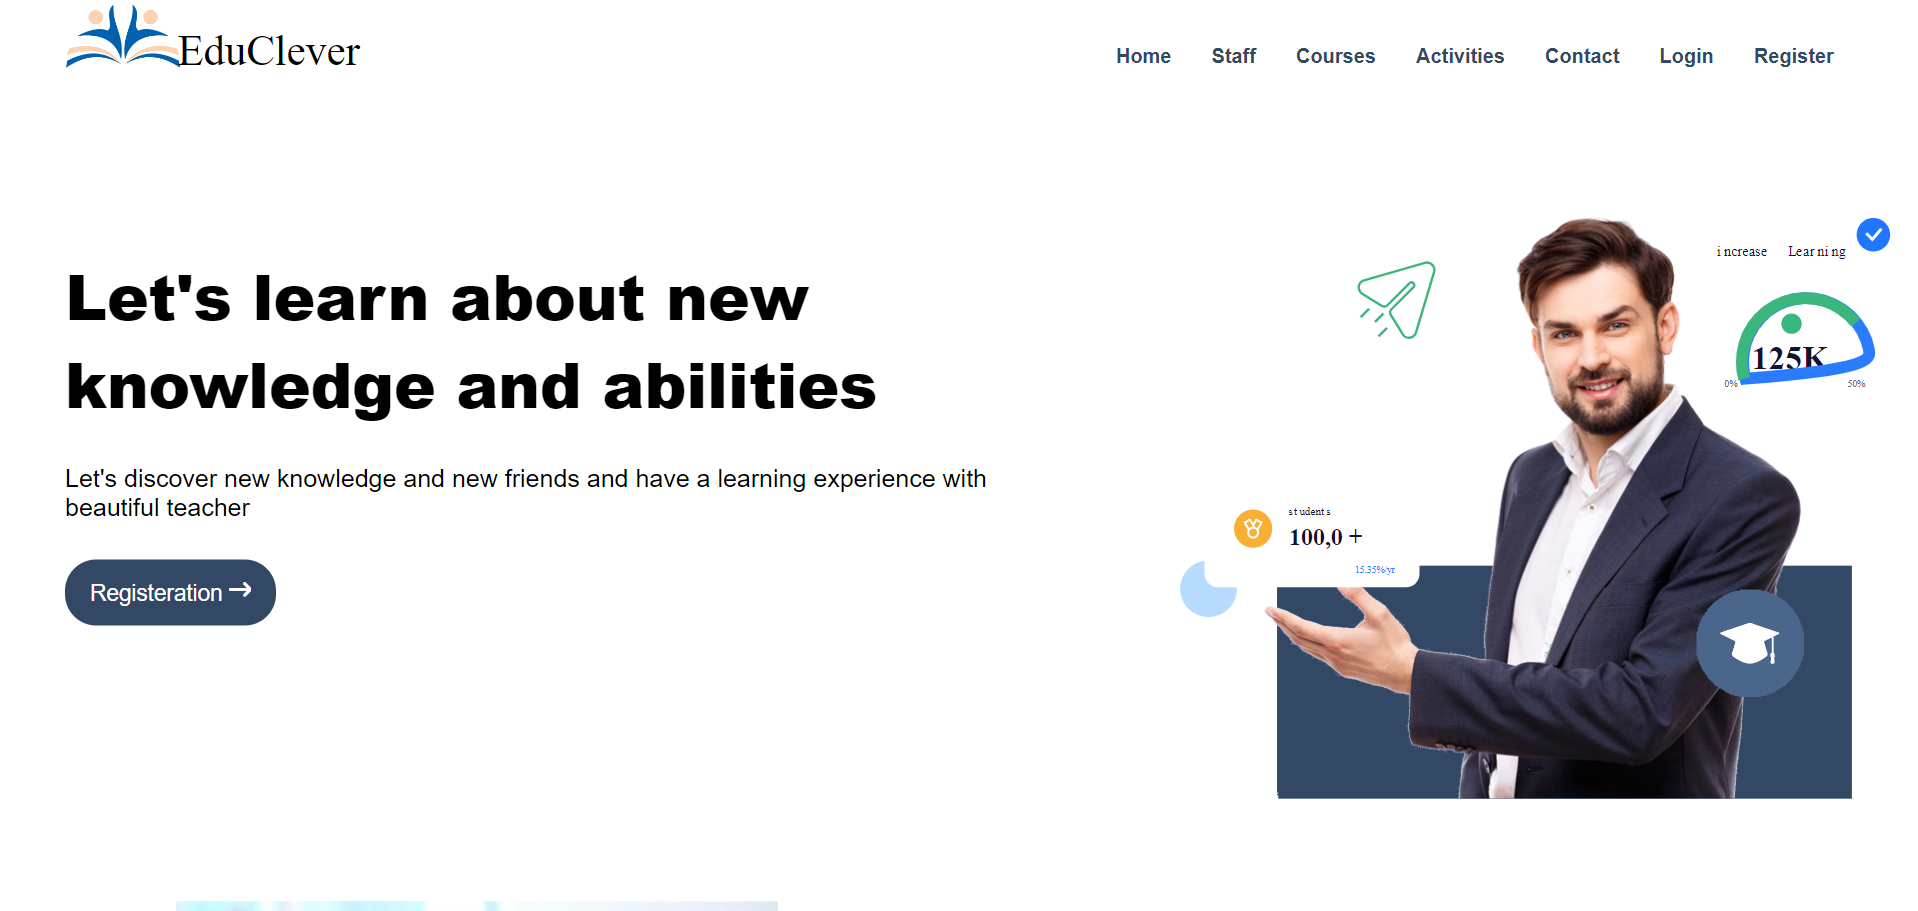 EduClever
Home Staff Courses Activities Contact Login Register
Let's learn about new
knowledge and abilities
Let's discover new knowledge and new friends and have a learning experience with
beautiful teacher
Registeration
increase Learning
125K
0% 50%
students
100,0 +
15.35%/yr